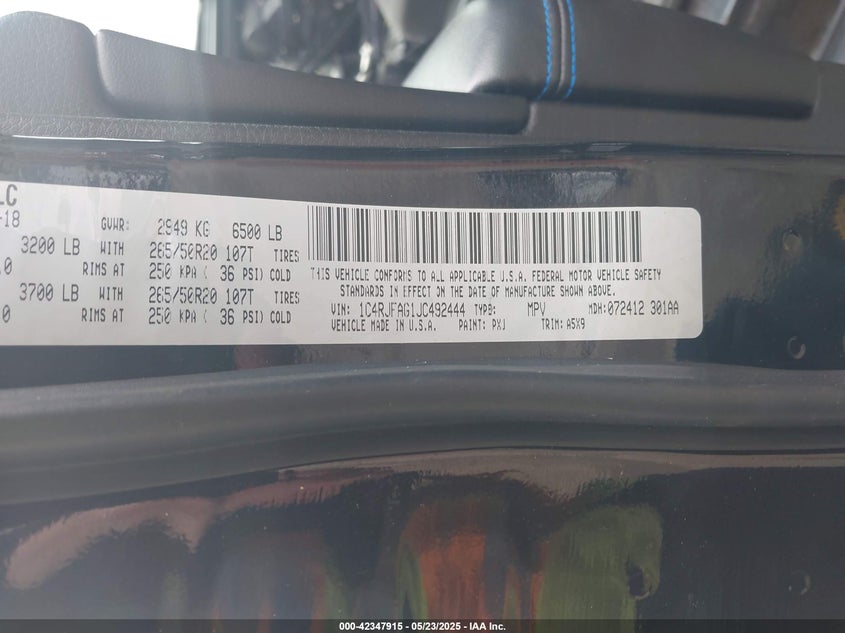 LC
-18
GVWR: 2949 KG 6500 LB
3200 LB WITH 265/50R20 107T TIRES
.0 RIMS AT 250 KPA ( 36 PSI) COLD
3700 LB WITH 265/50R20 107T TIRES
.0 RIMS AT 250 KPA ( 36 PSI) COLD
THIS VEHICLE CONFORMS TO ALL APPLICABLE U.S.A. FEDERAL MOTOR VEHICLE SAFETY
STANDARDS IN EFFECT ON THE DATE OF MANUFACTURE SHOWN ABOVE.
VIN: 1C4RJFAG1JC492444 TYPE: MPV MDH: 072412 301AA
VEHICLE MADE IN U.S.A. PAINT: PXJ TRIM: A5X9
000-42347915 - 05/23/2025 - IAA Inc.